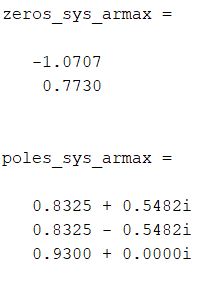 zeros_sys_armax =
-1.0707
0.7730
poles_sys_armax =
0.8325 + 0.5482i
0.8325 - 0.5482i
0.9300 + 0.0000i